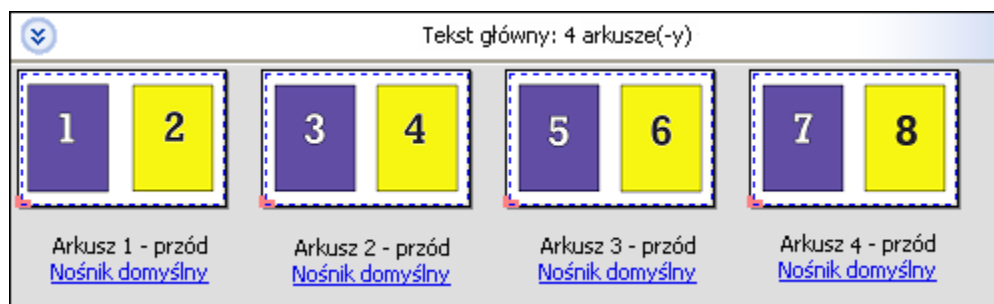 Tekst główny: 4 arkusze(-y)
1 2 3 4 5 6 7 8
Arkusz 1 - przód Arkusz 2 - przód Arkusz 3 - przód Arkusz 4 - przód
Nośnik domyślny Nośnik domyślny Nośnik domyślny Nośnik domyślny